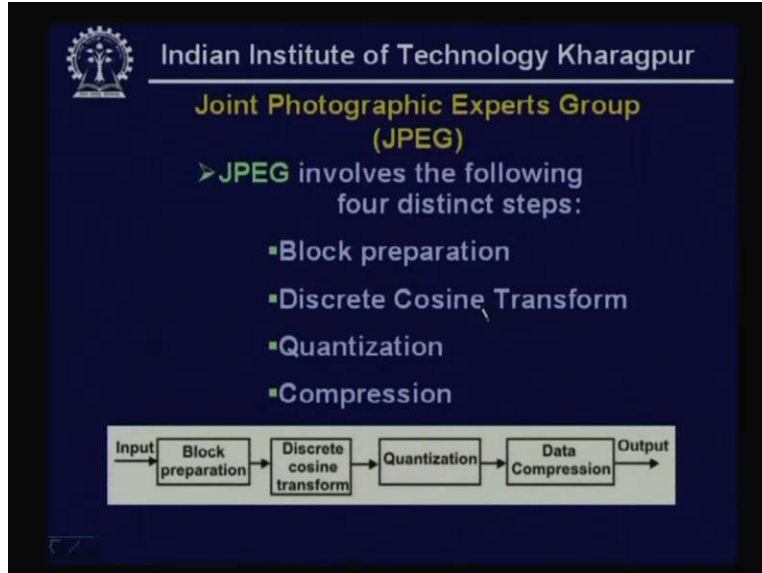 Indian Institute of Technology Kharagpur
Joint Photographic Experts Group
(JPEG)
➢JPEG involves the following
four distinct steps:
▪Block preparation
▪Discrete Cosine Transform
▪Quantization
▪Compression
Input
Block
preparation
Discrete
cosine
transform
Quantization
Data
Compression
Output